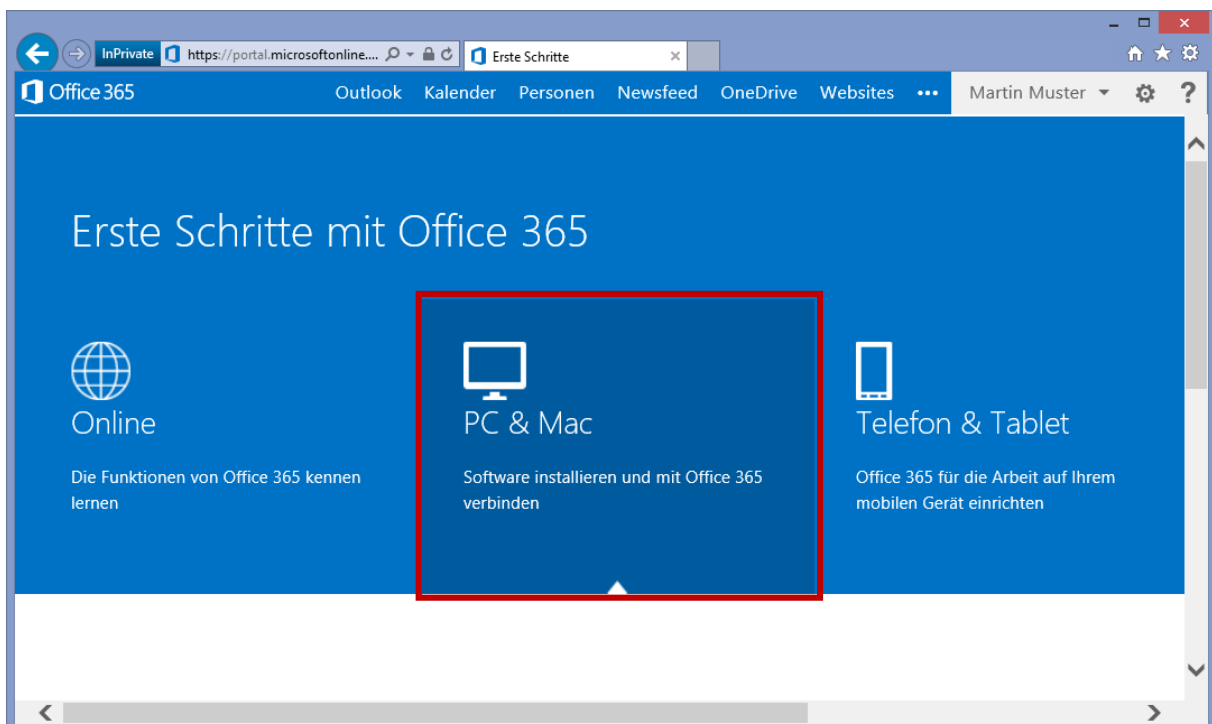 InPrivate https://portal.microsoftonline.... Erste Schritte
Office 365 Outlook Kalender Personen Newsfeed OneDrive Websites ••• Martin Muster ?
Erste Schritte mit Office 365
Online
Die Funktionen von Office 365 kennen
lernen
PC & Mac
Software installieren und mit Office 365
verbinden
Telefon & Tablet
Office 365 für die Arbeit auf Ihrem
mobilen Gerät einrichten